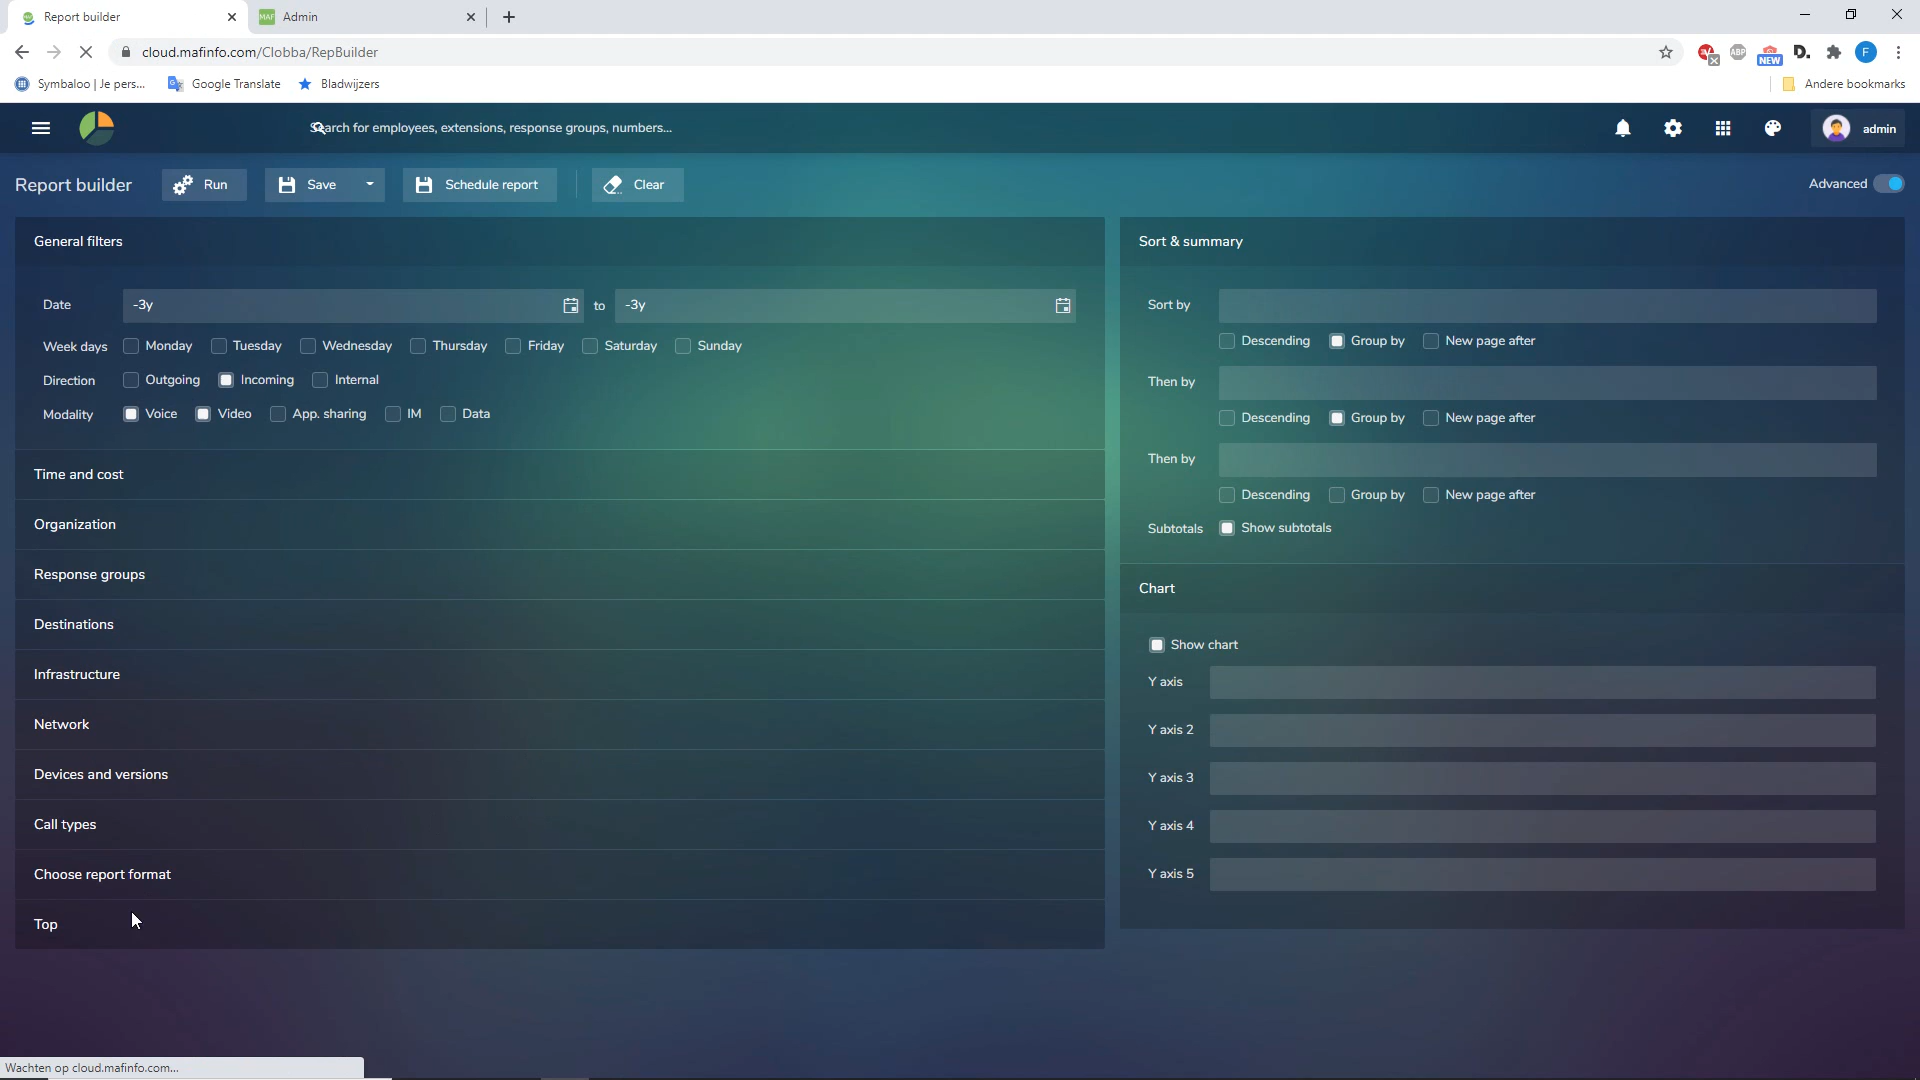 Report builder
Admin
cloud.mafinfo.com/Clobba/RepBuilder
ABP
NEW
F
Symbaloo | Je pers...
Google Translate
Bladwijzers
Andere bookmarks
Search for employees, extensions, response groups, numbers...
admin
Report builder
Run
Save
Schedule report
Clear
Advanced
General filters
Date
-3y
to
-3y
Week days
Monday
Tuesday
Wednesday
Thursday
Friday
Saturday
Sunday
Direction
Outgoing
Incoming
Internal
Modality
Voice
Video
App. sharing
IM
Data
Time and cost
Organization
Response groups
Destinations
Infrastructure
Network
Devices and versions
Call types
Choose report format
Top
Sort & summary
Sort by
Descending
Group by
New page after
Then by
Descending
Group by
New page after
Then by
Descending
Group by
New page after
Subtotals
Show subtotals
Chart
Show chart
Y axis
Y axis 2
Y axis 3
Y axis 4
Y axis 5
Wachten op cloud.mafinfo.com...